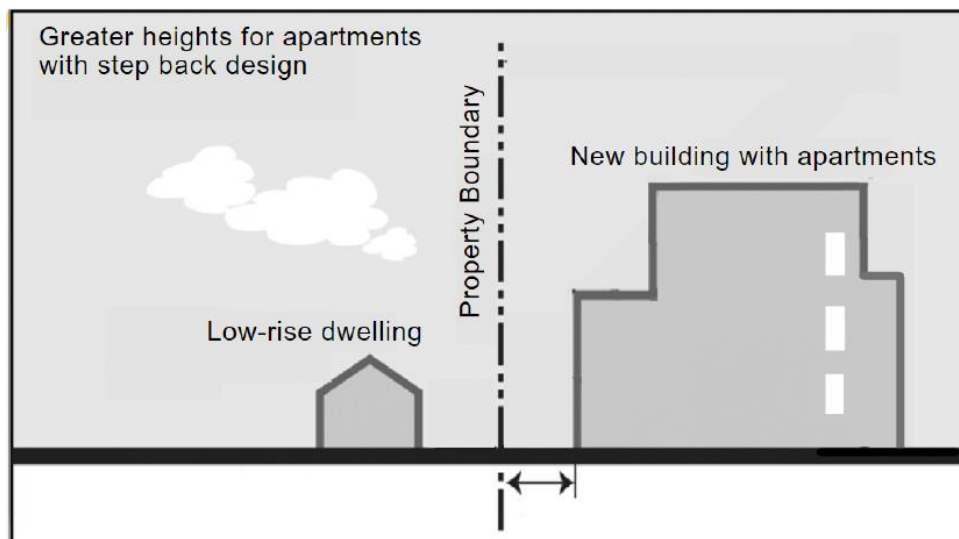 Greater heights for apartments
with step back design
Property Boundary
New building with apartments
Low-rise dwelling